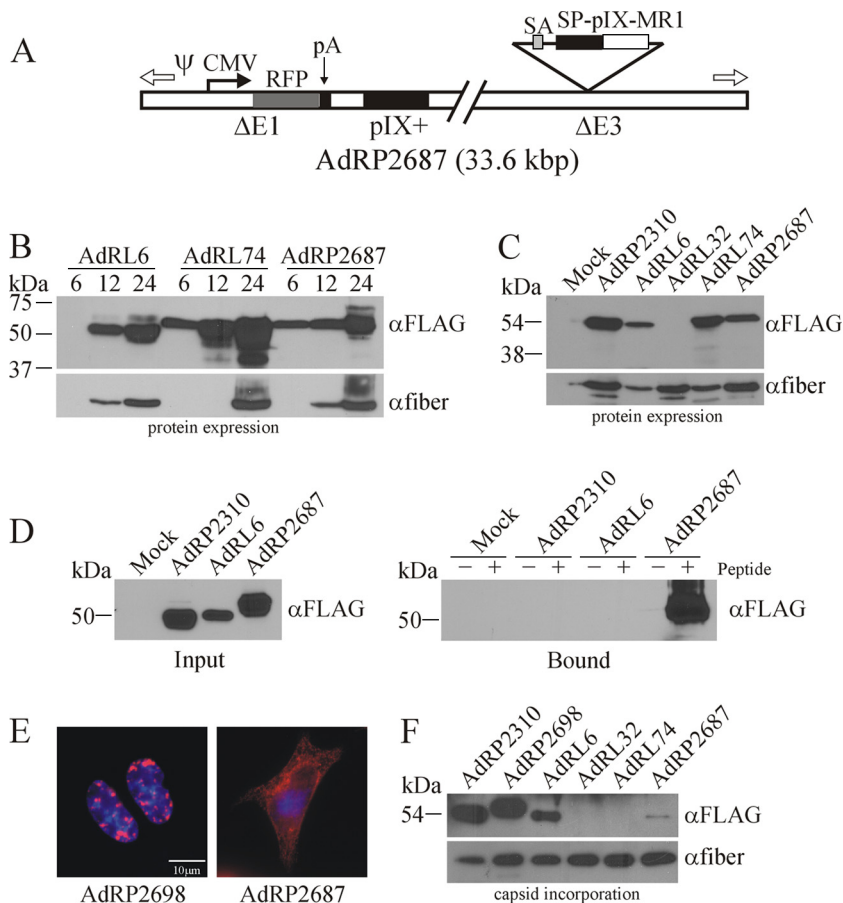 A
SA
SP-pIX-MR1
Ψ
CMV
pA
RFP
ΔE1
pIX+
ΔE3
AdRP2687 (33.6 kbp)
B
AdRL6 AdRL74 AdRP2687
kDa 6 12 24 6 12 24 6 12 24
75
50
37
αFLAG
αfiber
protein expression
C
Mock AdRP2310 AdRL6 AdRL32 AdRL74 AdRP2687
kDa
54
38
αFLAG
αfiber
protein expression
D
Mock AdRP2310 AdRL6 AdRP2687
kDa
50
αFLAG
Input
Mock AdRP2310 AdRL6 AdRP2687
kDa − + − + − + − + Peptide
50
αFLAG
Bound
E
10μm
AdRP2698 AdRP2687
F
AdRP2310 AdRP2698 AdRL6 AdRL32 AdRL74 AdRP2687
kDa
54
αFLAG
αfiber
capsid incorporation